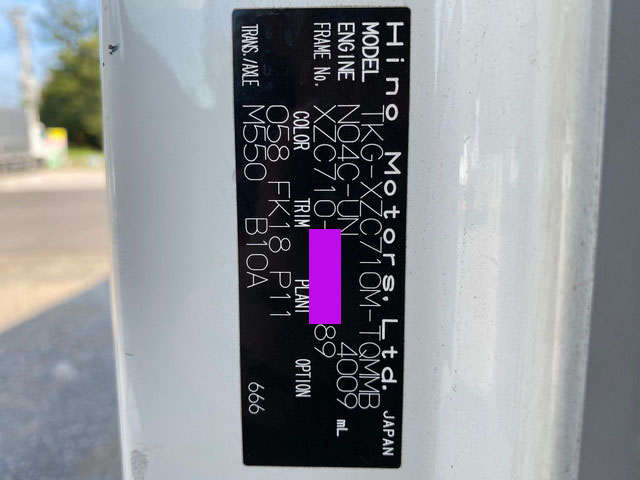 Hino Motors, Ltd. JAPAN
MODEL TKG-XZC710M-TQMMB
ENGINE N04C-UN 4009 mL
FRAME No. XZC710- 89
COLOR TRIM PLANT OPTION
058 FK18 P11
TRANS./AXLE M550 B10A 666